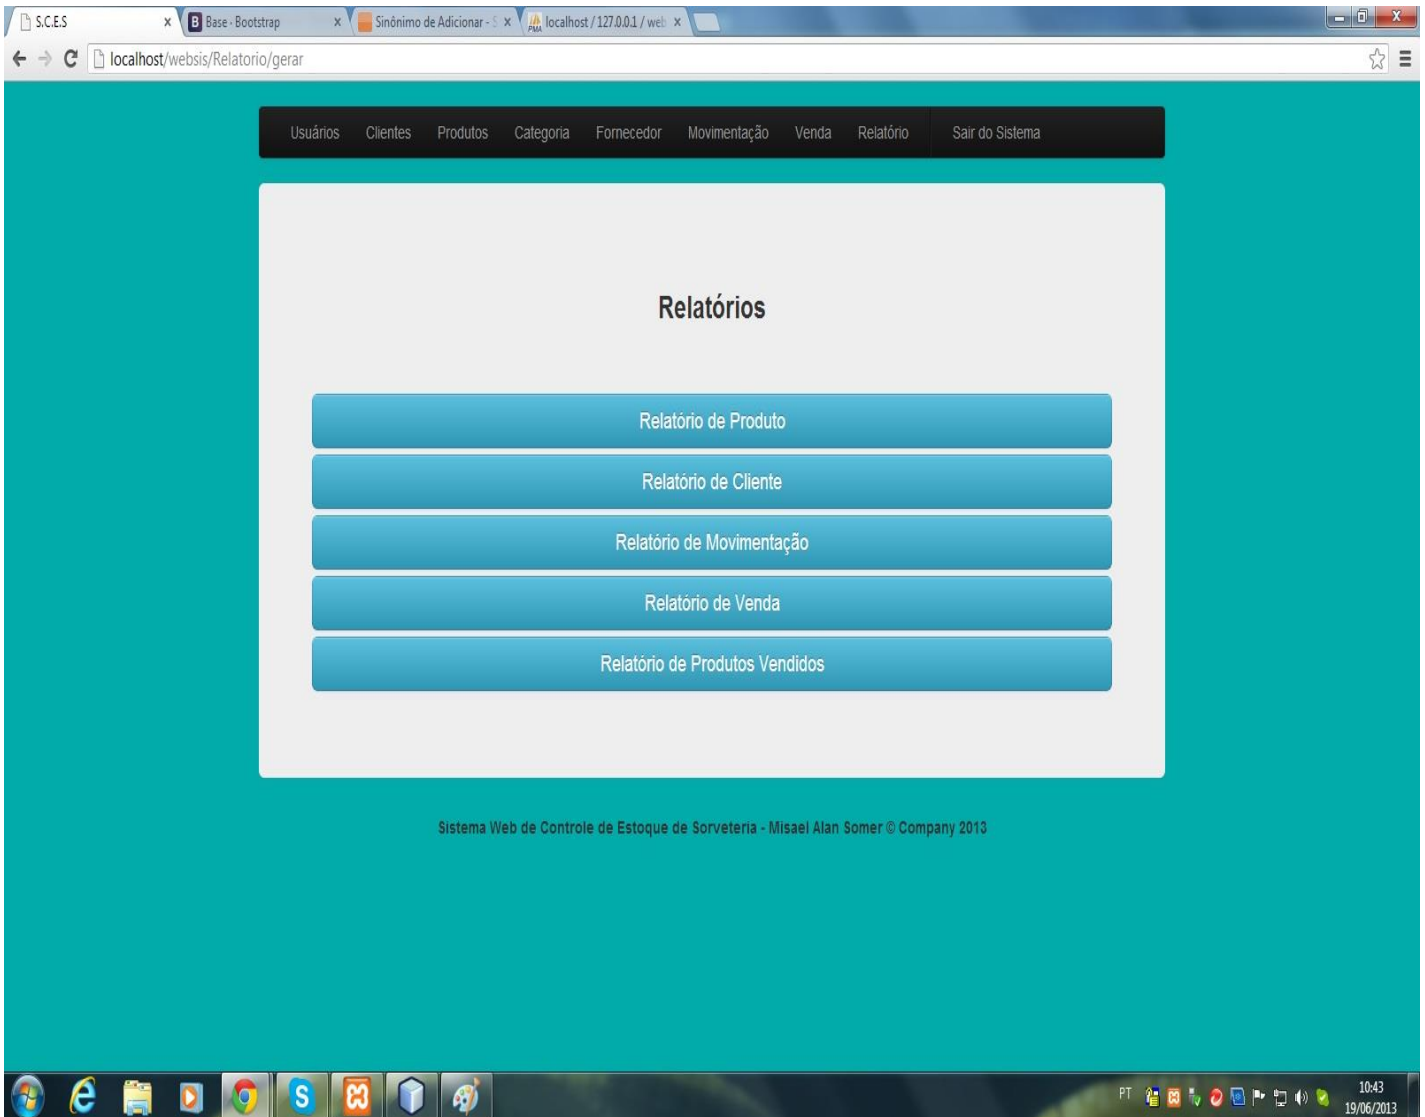 S.C.E.S
Base - Bootstrap
Sinônimo de Adicionar - S
localhost / 127.0.0.1 / web
localhost/websis/Relatorio/gerar
Usuários Clientes Produtos Categoria Fornecedor Movimentação Venda Relatório Sair do Sistema
Relatórios
Relatório de Produto
Relatório de Cliente
Relatório de Movimentação
Relatório de Venda
Relatório de Produtos Vendidos
Sistema Web de Controle de Estoque de Sorveteria - Misael Alan Somer © Company 2013
PT
10:43
19/06/2013